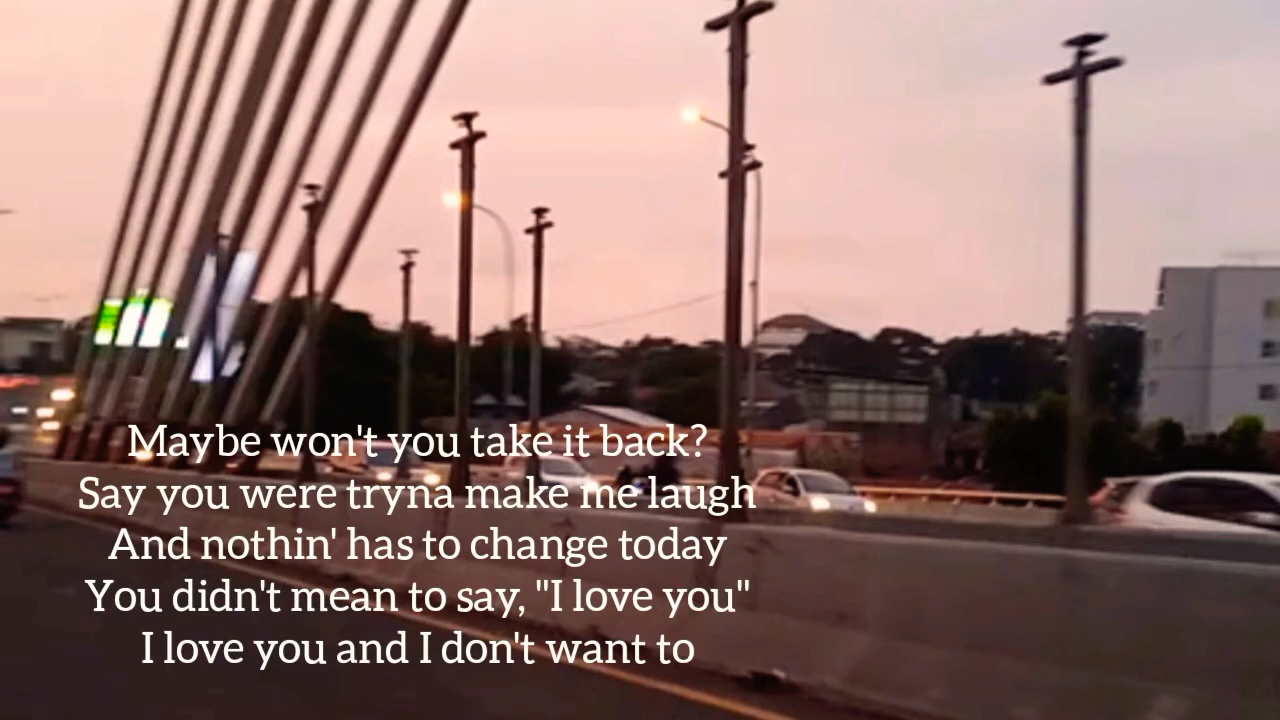 Maybe won't you take it back?
Say you were tryna make me laugh
And nothin' has to change today
You didn't mean to say, "I love you"
I love you and I don't want to